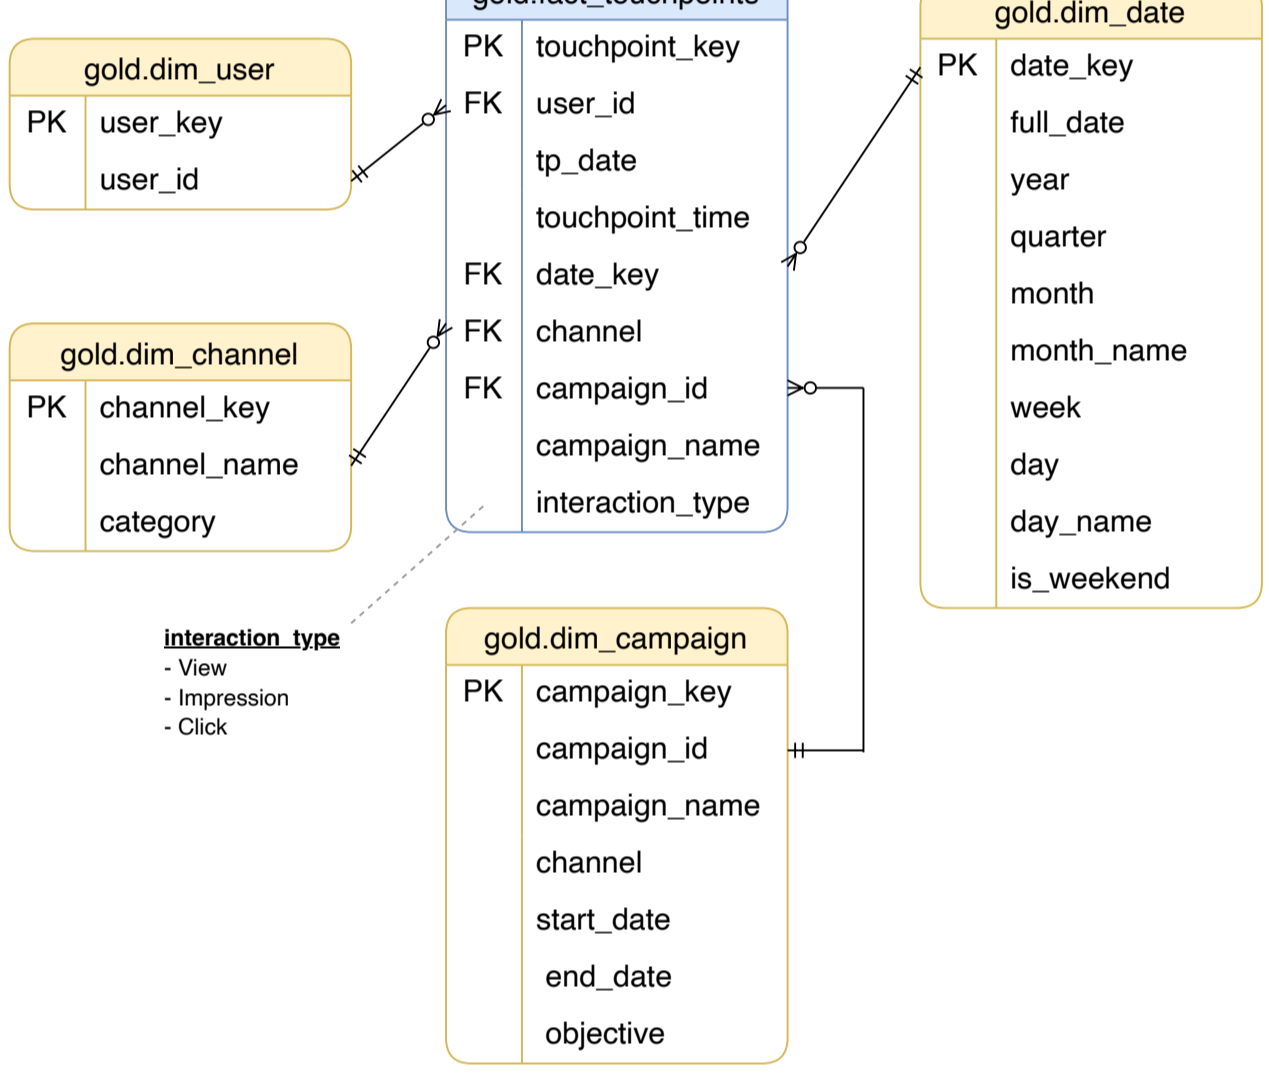 gold.dim_user
PK user_key
user_id
gold.dim_channel
PK channel_key
channel_name
category
interaction_type
- View
- Impression
- Click
gold.fact_touchpoints
PK touchpoint_key
FK user_id
tp_date
touchpoint_time
FK date_key
FK channel
FK campaign_id
campaign_name
interaction_type
gold.dim_campaign
PK campaign_key
campaign_id
campaign_name
channel
start_date
end_date
objective
gold.dim_date
PK date_key
full_date
year
quarter
month
month_name
week
day
day_name
is_weekend